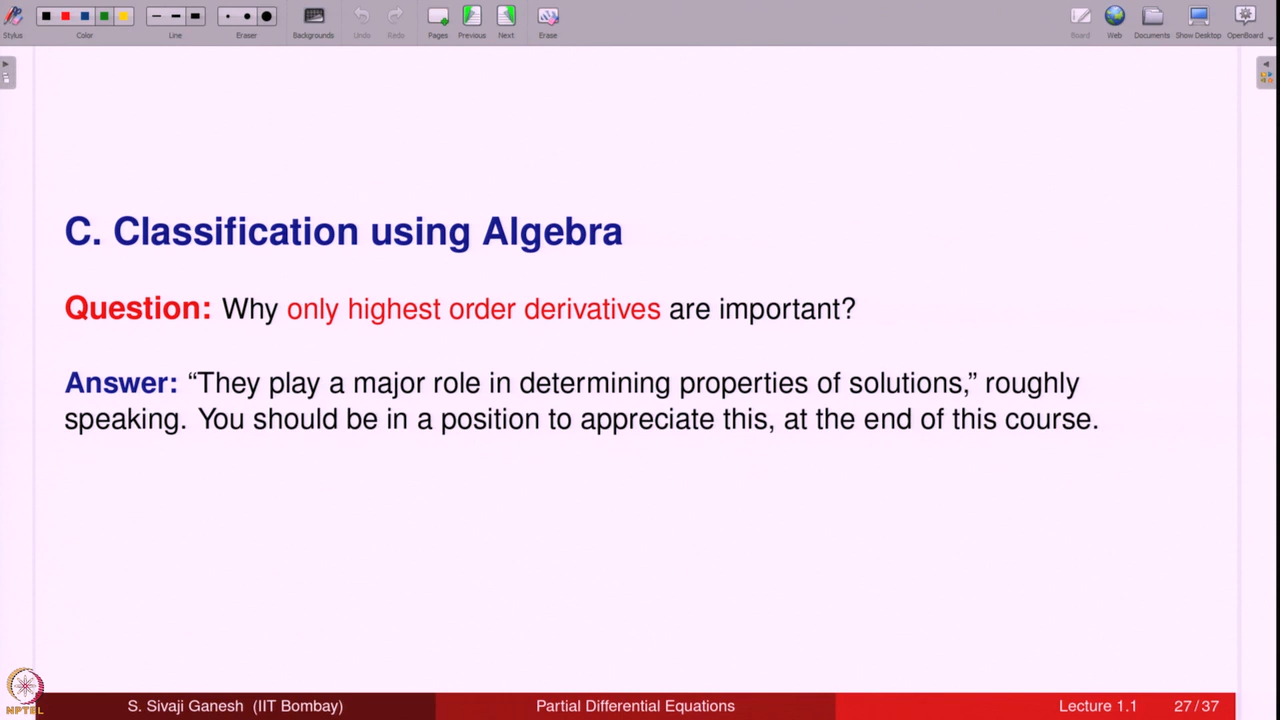 Stylus
Color
Line
Eraser
Backgrounds
Undo
Redo
Pages
Previous
Next
Erase
Board
Web
Documents
Show Desktop
OpenBoard
C. Classification using Algebra
Question: Why only highest order derivatives are important?
Answer: “They play a major role in determining properties of solutions,” roughly
speaking. You should be in a position to appreciate this, at the end of this course.
NPTEL
S. Sivaji Ganesh (IIT Bombay)
Partial Differential Equations
Lecture 1.1
27/37